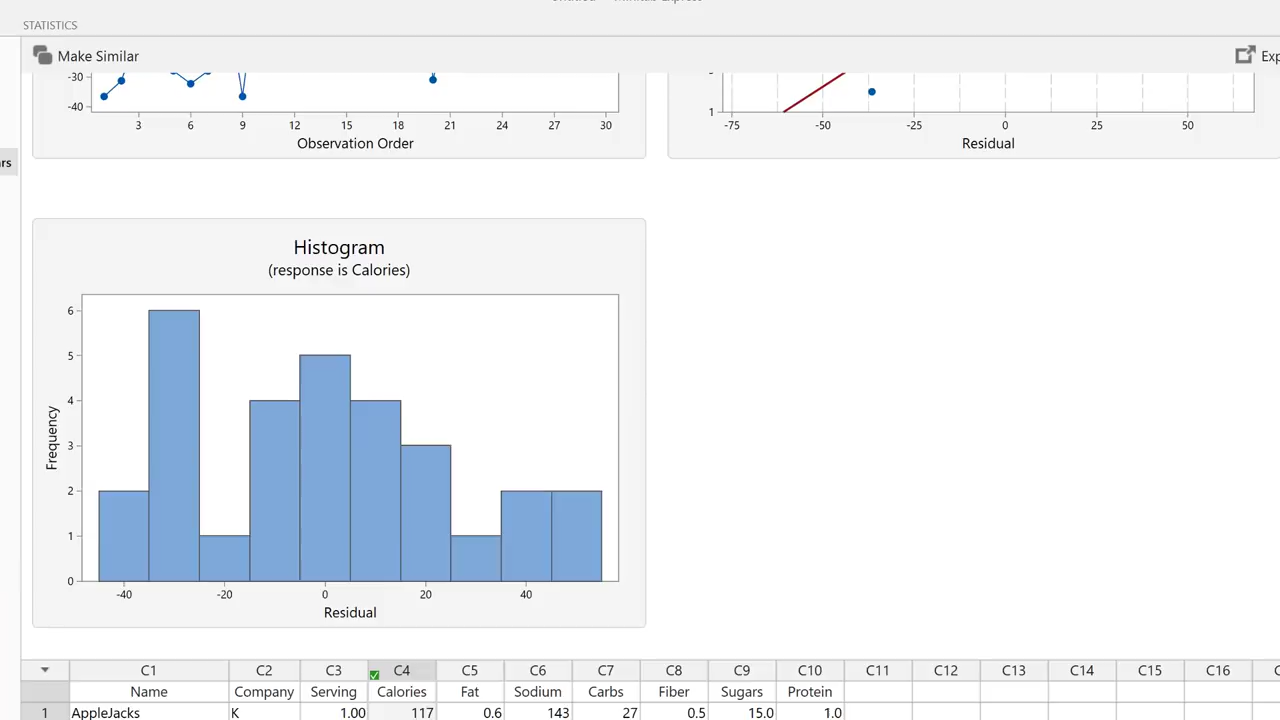 STATISTICS
Make Similar
Exp
ars
-30
-40
3 6 9 12 15 18 21 24 27 30
Observation Order
1
-75 -50 -25 0 25 50
Residual
Histogram
(response is Calories)
6
5
4
3
2
1
0
Frequency
-40 -20 0 20 40
Residual
C1 C2 C3 C4 C5 C6 C7 C8 C9 C10 C11 C12 C13 C14 C15 C16 C
Name Company Serving Calories Fat Sodium Carbs Fiber Sugars Protein
1 AppleJacks K 1.00 117 0.6 143 27 0.5 15.0 1.0